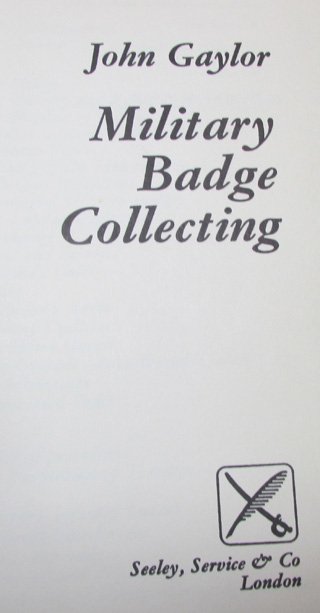 John Gaylor
Military
Badge
Collecting
Seeley, Service & Co
London